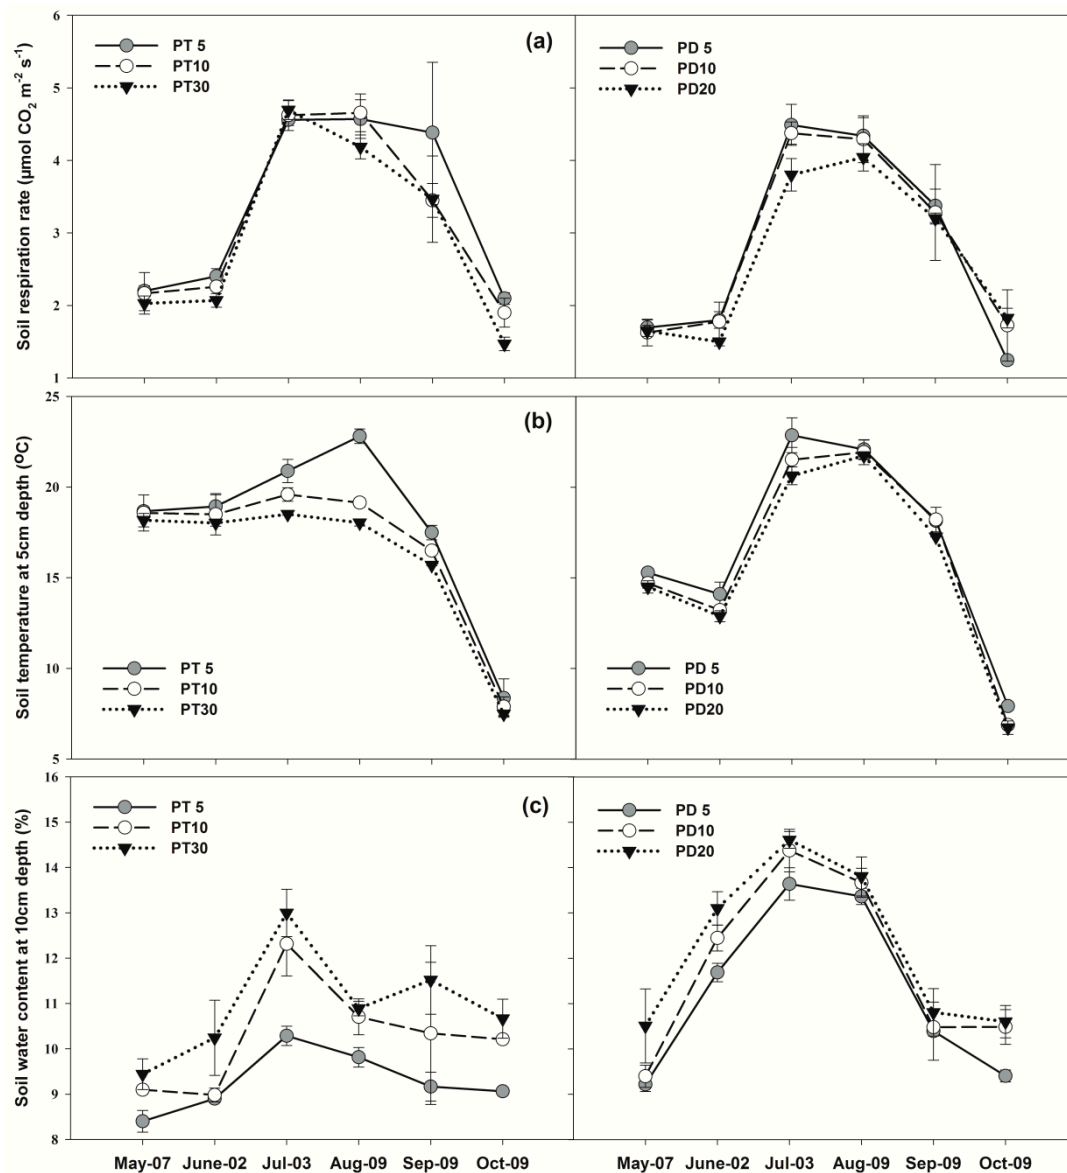 Soil respiration rate (μmol CO₂ m⁻² s⁻¹)
6
5
4
3
2
1
PT 5
PT10
PT30
(a)
PD 5
PD10
PD20
Soil temperature at 5cm depth (ᴼC)
25
20
15
10
5
(b)
PT 5
PT10
PT30
PD 5
PD10
PD20
Soil water content at 10cm depth (%)
16
15
14
13
12
11
10
9
8
PT 5
PT10
PT30
(c)
PD 5
PD10
PD20
May-07 June-02 Jul-03 Aug-09 Sep-09 Oct-09 May-07 June-02 Jul-03 Aug-09 Sep-09 Oct-09